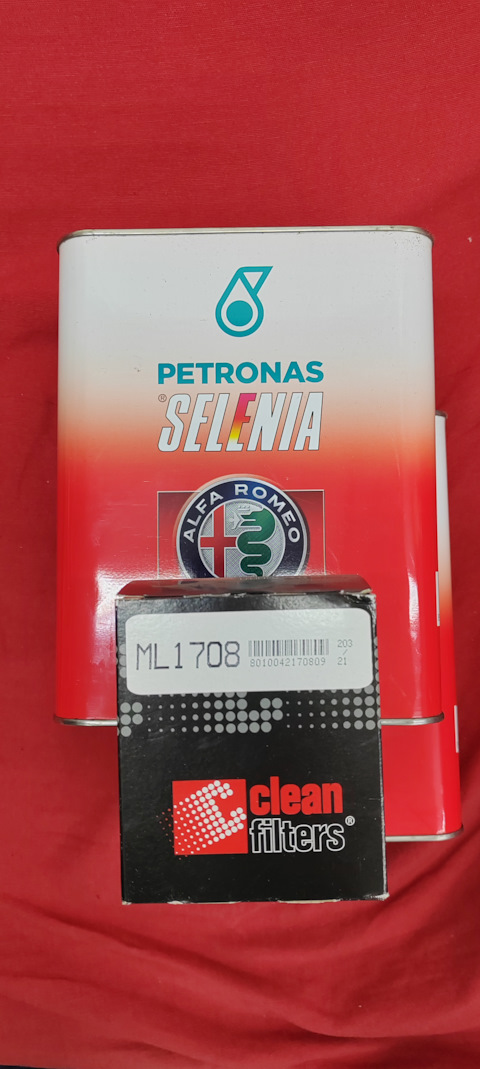 PETRONAS
®SELENIA
ALFA ROMEO
ML1708
8010042170809
203
/
21
clean
filters®